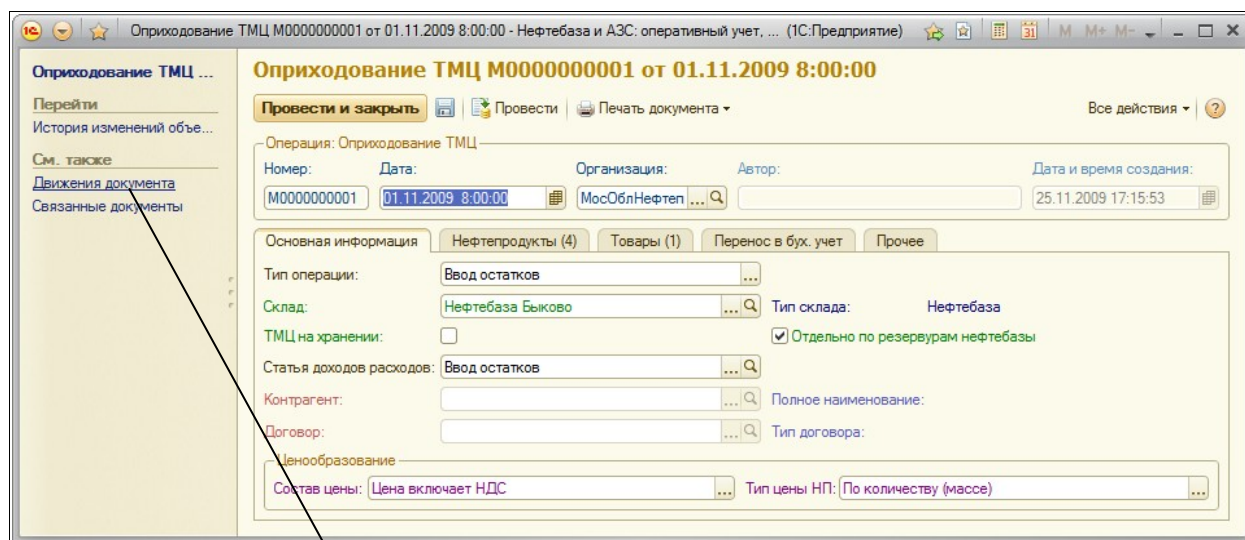 Оприходование ТМЦ М0000000001 от 01.11.2009 8:00:00 - Нефтебаза и АЗС: оперативный учет, ... (1С:Предприятие) 31 M M+ M-
Оприходование ТМЦ ...
Перейти
История изменений объе...
См. также
Движения документа
Связанные документы
Оприходование ТМЦ М0000000001 от 01.11.2009 8:00:00
Провести и закрыть Провести Печать документа Все действия ?
Операция: Оприходование ТМЦ
Номер: Дата: Организация: Автор: Дата и время создания:
М0000000001 01.11.2009 8:00:00 МосОблНефтеп ... 25.11.2009 17:15:53
Основная информация Нефтепродукты (4) Товары (1) Перенос в бух. учет Прочее
Тип операции: Ввод остатков ...
Склад: Нефтебаза Быково ... Тип склада: Нефтебаза
ТМЦ на хранении: Отдельно по резервурам нефтебазы
Статья доходов расходов: Ввод остатков ...
Контрагент: ... Полное наименование:
Договор: ... Тип договора:
Ценообразование
Состав цены: Цена включает НДС ... Тип цены НП: По количеству (массе) ...